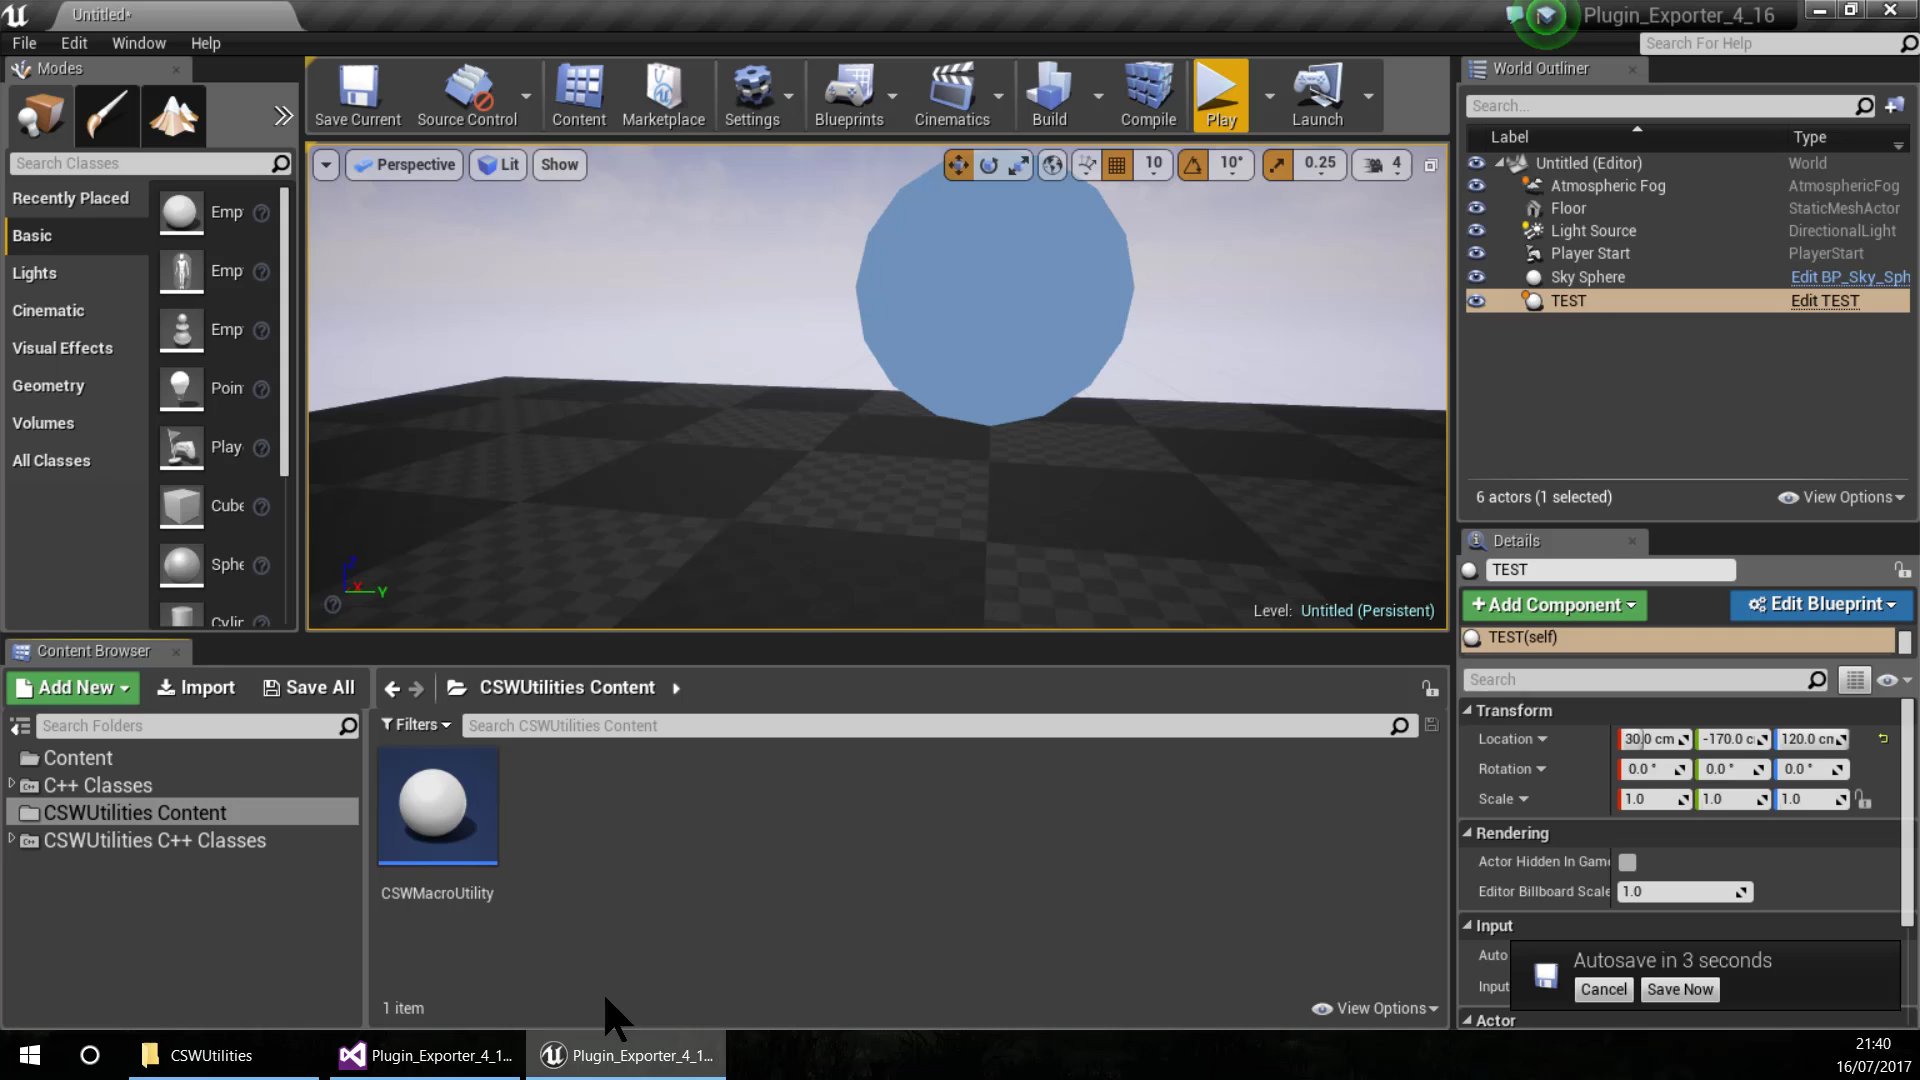 Untitled*
Plugin_Exporter_4_16
File Edit Window Help
Search For Help
Modes
Save Current
Source Control
Content
Marketplace
Settings
Blueprints
Cinematics
Build
Compile
Play
Launch
Search Classes
Recently Placed
Basic
Lights
Cinematic
Visual Effects
Geometry
Volumes
All Classes
Emp
Emp
Emp
Poin
Play
Cube
Sphe
Cylin
Perspective
Lit
Show
10
10°
0.25
4
X
Y
Level: Untitled (Persistent)
World Outliner
Search...
Label Type
Untitled (Editor) World
Atmospheric Fog AtmosphericFog
Floor StaticMeshActor
Light Source DirectionalLight
Player Start PlayerStart
Sky Sphere Edit BP_Sky_Sph
TEST Edit TEST
6 actors (1 selected)
View Options
Details
TEST
+Add Component
Edit Blueprint
TEST(self)
Search
Transform
Location 30.0 cm -170.0 c 120.0 cm
Rotation 0.0 ° 0.0 ° 0.0 °
Scale 1.0 1.0 1.0
Rendering
Actor Hidden In Game
Editor Billboard Scale 1.0
Input
Auto
Input
Actor
Autosave in 3 seconds
Cancel
Save Now
Content Browser
Add New
Import
Save All
CSWUtilities Content
Search Folders
Filters
Search CSWUtilities Content
Content
C++ Classes
CSWUtilities Content
CSWUtilities C++ Classes
CSWMacroUtility
1 item
View Options
CSWUtilities
Plugin_Exporter_4_1...
Plugin_Exporter_4_1...
21:40
16/07/2017